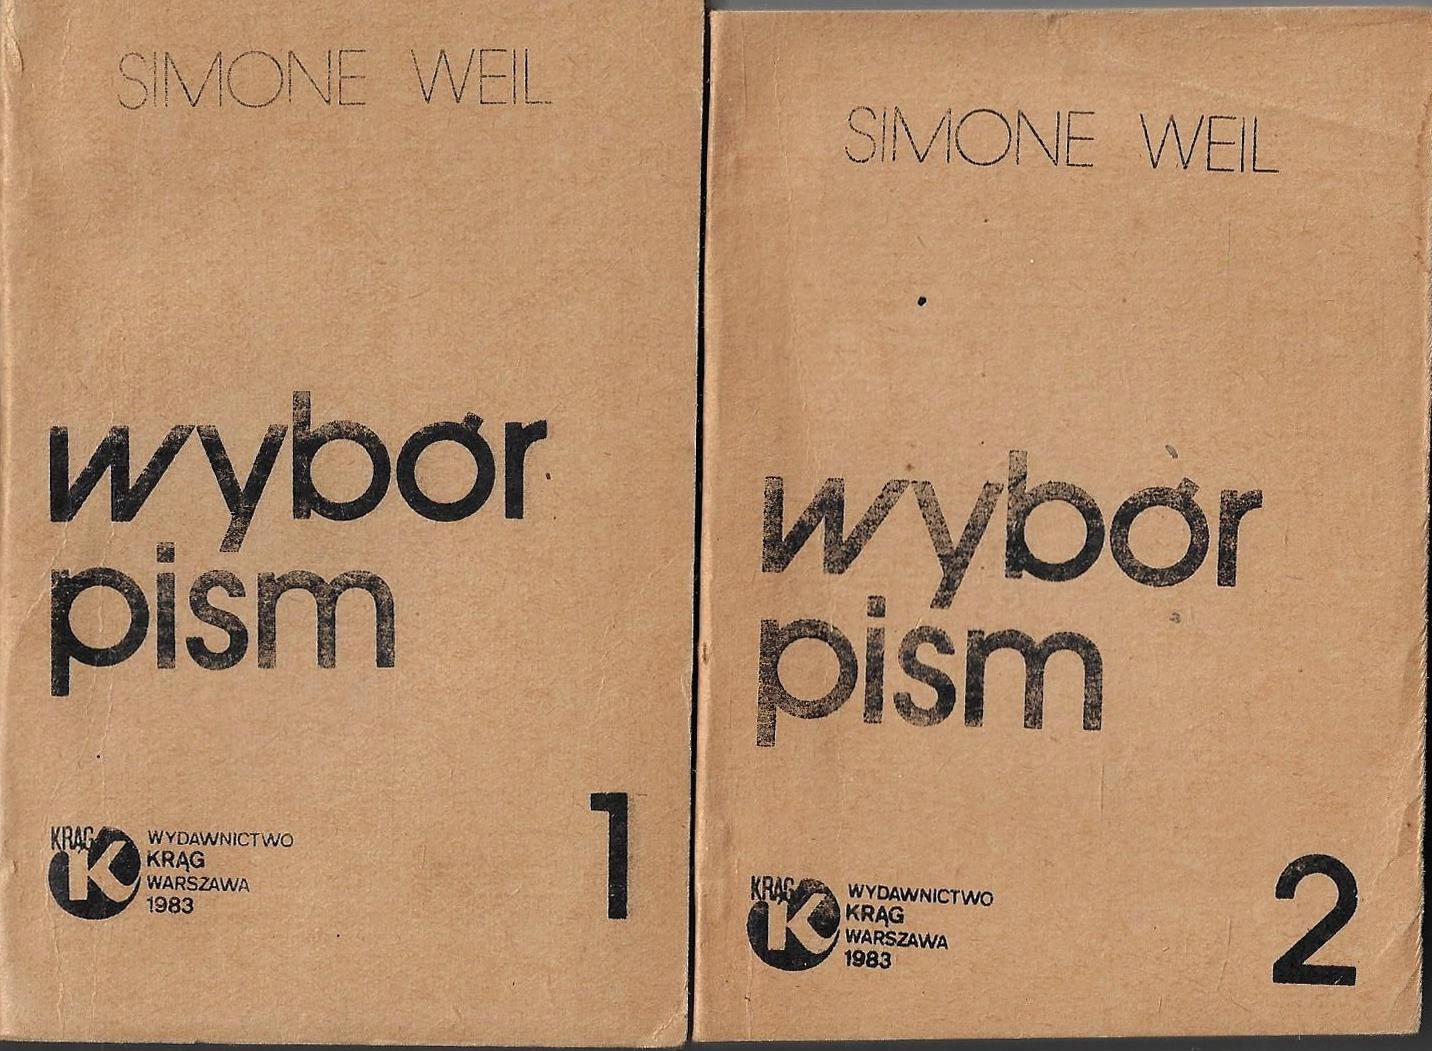 SIMONE WEIL
wybór
pism
1
KRĄG
K
WYDAWNICTWO
KRĄG
WARSZAWA
1983
SIMONE WEIL
wybór
pism
2
KRĄG
K
WYDAWNICTWO
KRĄG
WARSZAWA
1983